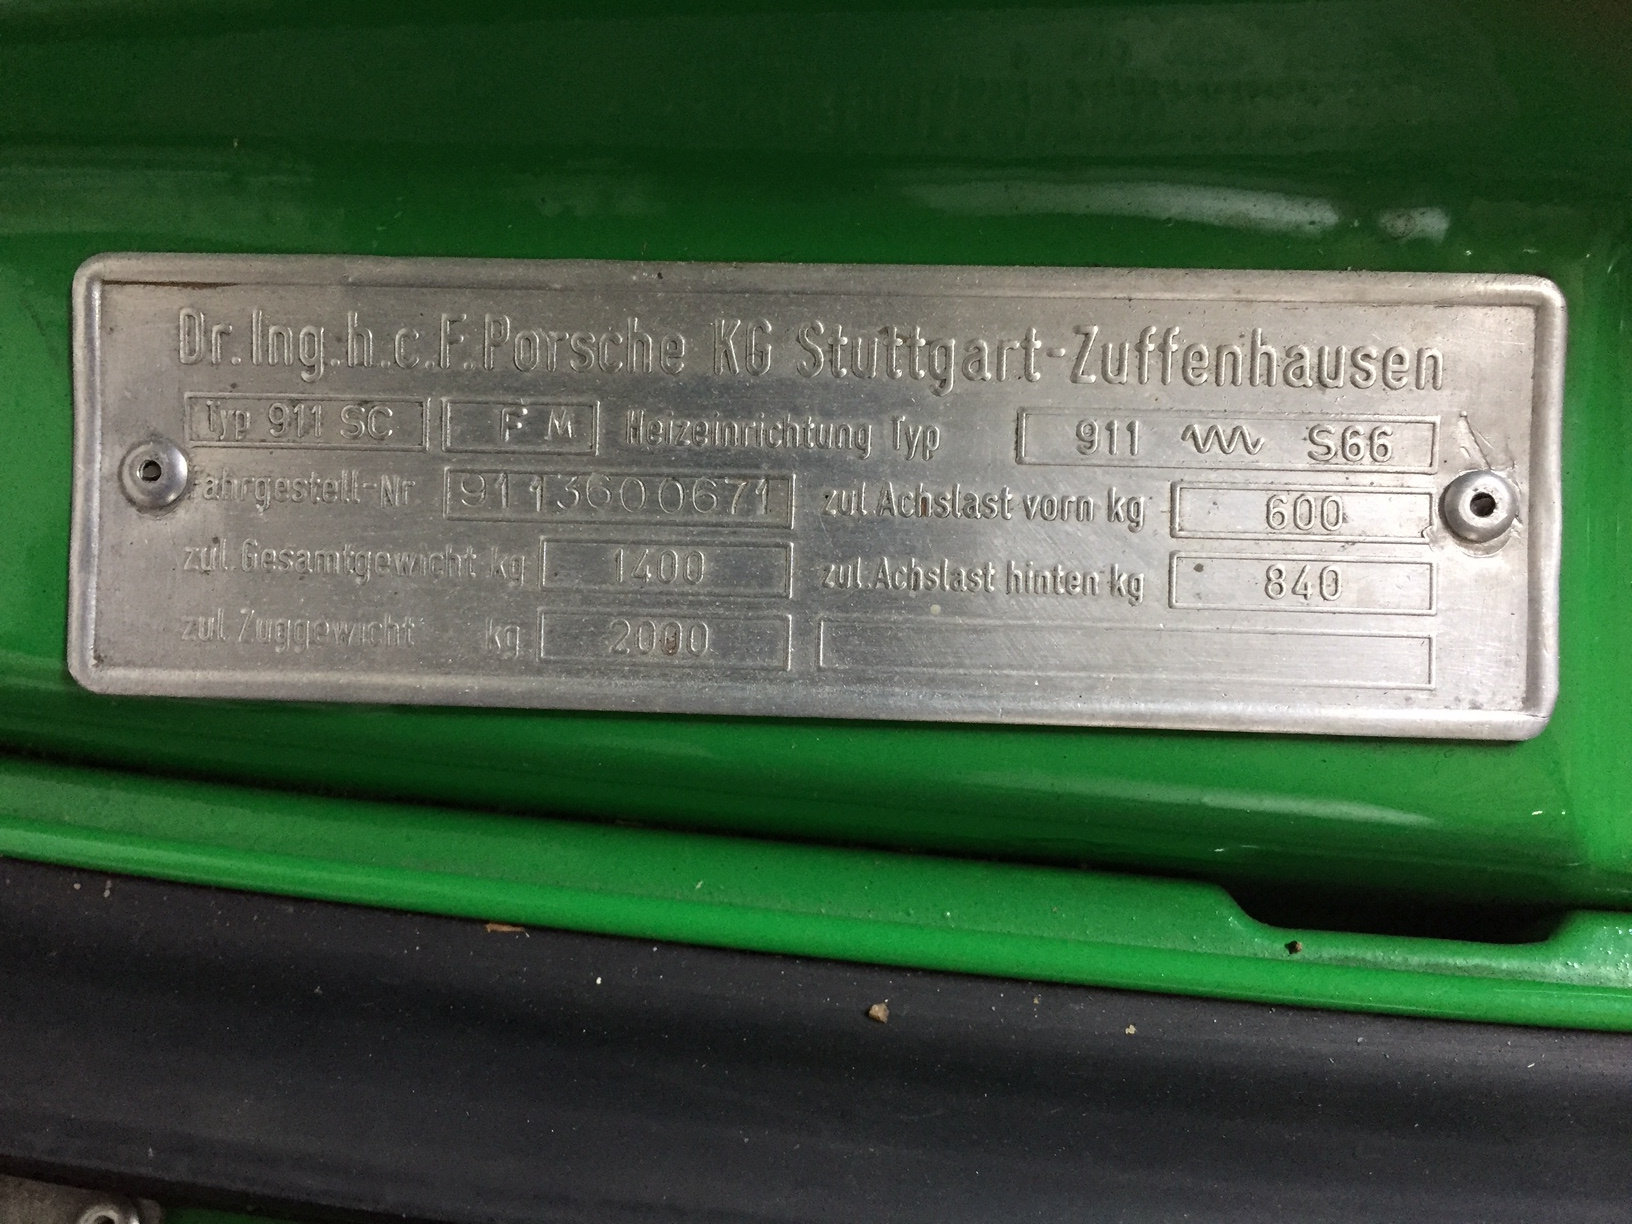 Dr. Ing. h. c. F. Porsche KG Stuttgart-Zuffenhausen
Typ 911 SC F M Heizeinrichtung Typ 911 S66
Fahrgestell-Nr 9113600671 zul Achslast vorn kg 600
zul. Gesamtgewicht kg 1400 zul. Achslast hinten kg 840
zul Zuggewicht kg 2000